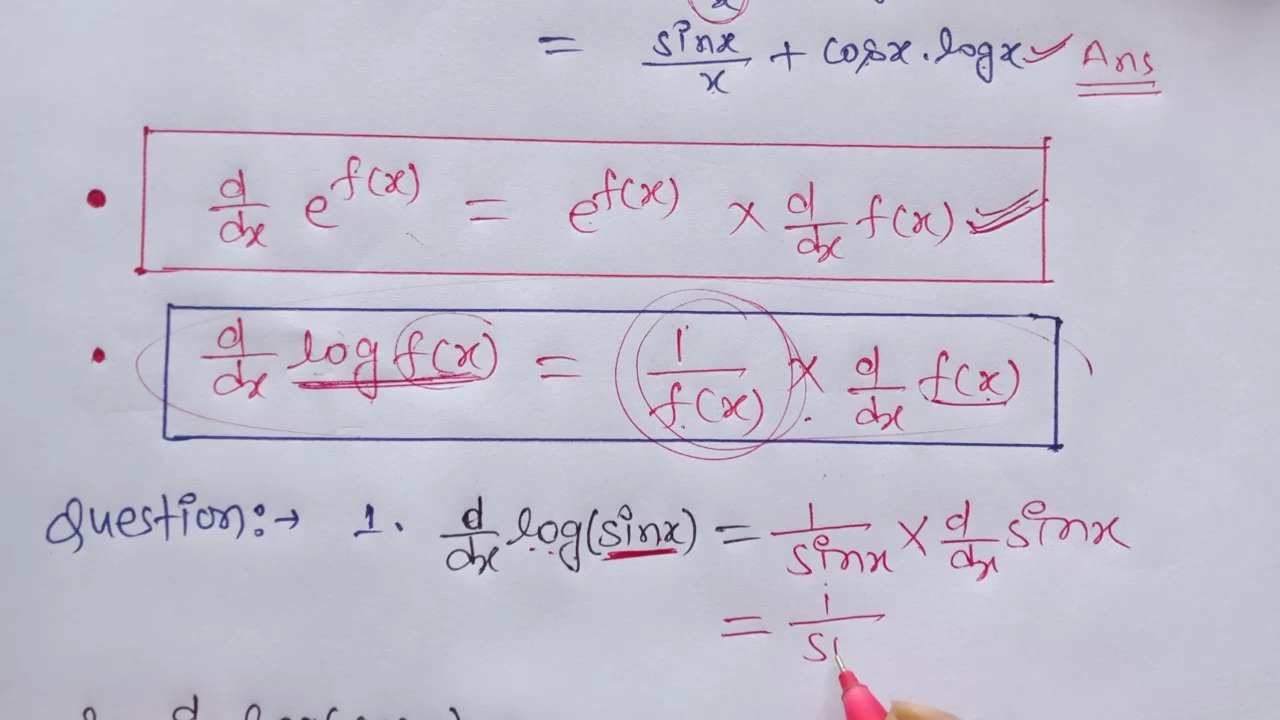 = sinx/x + cosx.logx Ans
• d/dx e^f(x) = e^f(x) × d/dx f(x)
• d/dx log f(x) = 1/f(x) × d/dx f(x)
Question:→ 1. d/dx log(sinx) = 1/sinx × d/dx sinx
= 1/si